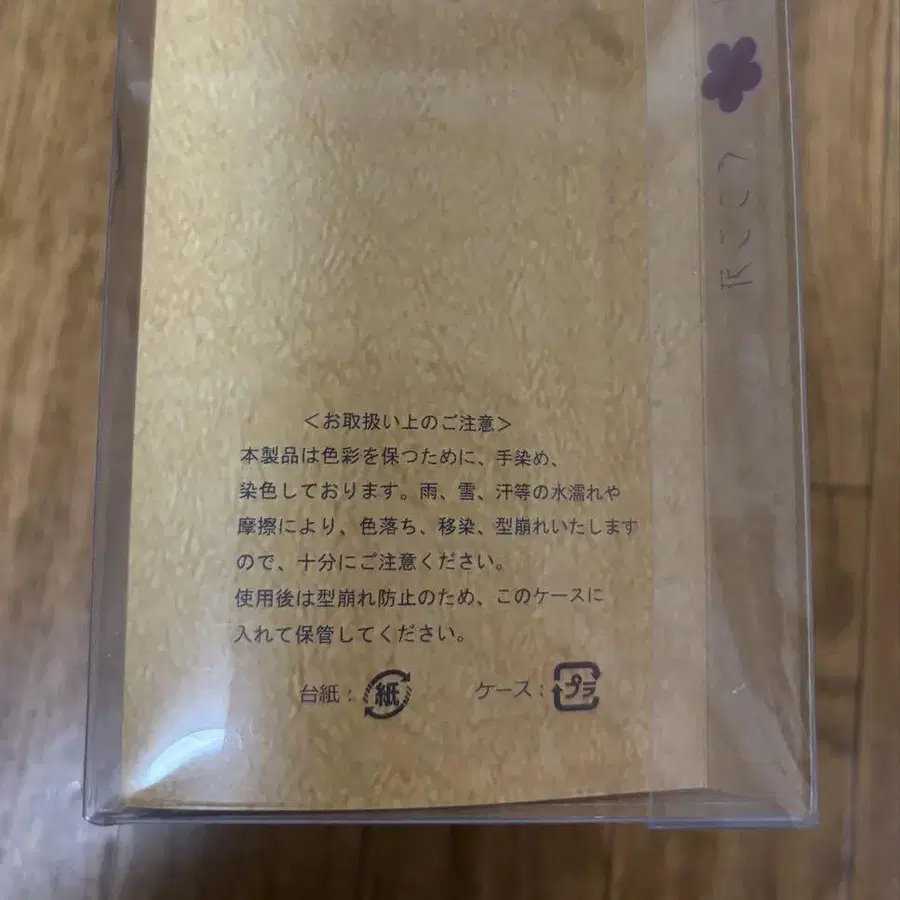 ＜お取扱い上のご注意＞
本製品は色彩を保つために、手染め、
染色しております。雨、雪、汗等の水濡れや
摩擦により、色落ち、移染、型崩れいたします
ので、十分にご注意ください。
使用後は型崩れ防止のため、このケースに
入れて保管してください。
台紙：紙 ケース：プラ